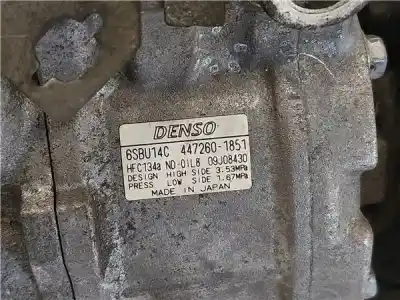 DENSO
6SBU14C 447260-1851
HFC134a ND-OIL8 09J08430
DESIGN HIGH SIDE 3.53MPa
PRESS LOW SIDE 1.67MPa
MADE IN JAPAN